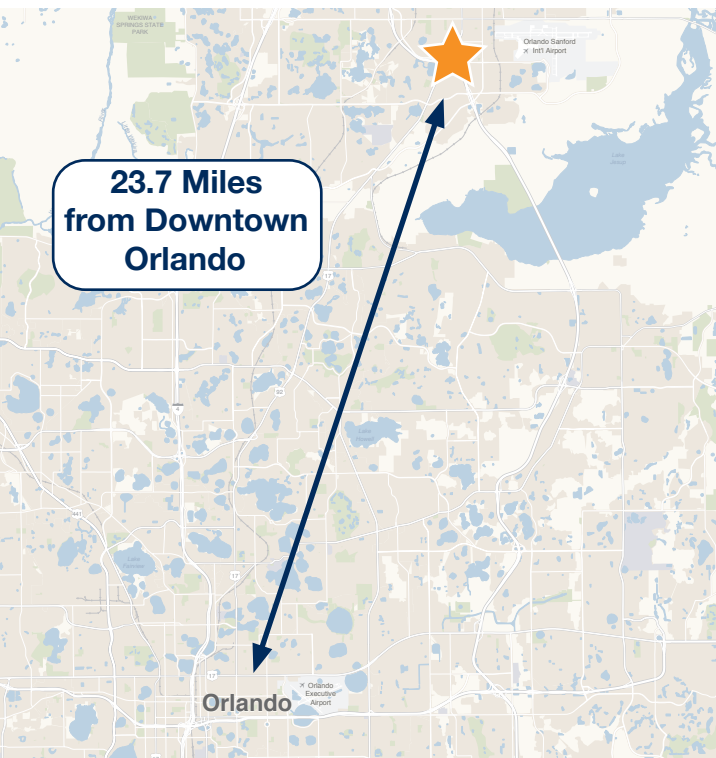 WEKIWA
SPRINGS STATE
PARK
Orlando Sanford
Int'l Airport
Lake
Jesup
23.7 Miles
from Downtown
Orlando
17
92
4
Lake
Howell
441
Lake
Fairview
17
17
Orlando
Orlando
Executive
Airport